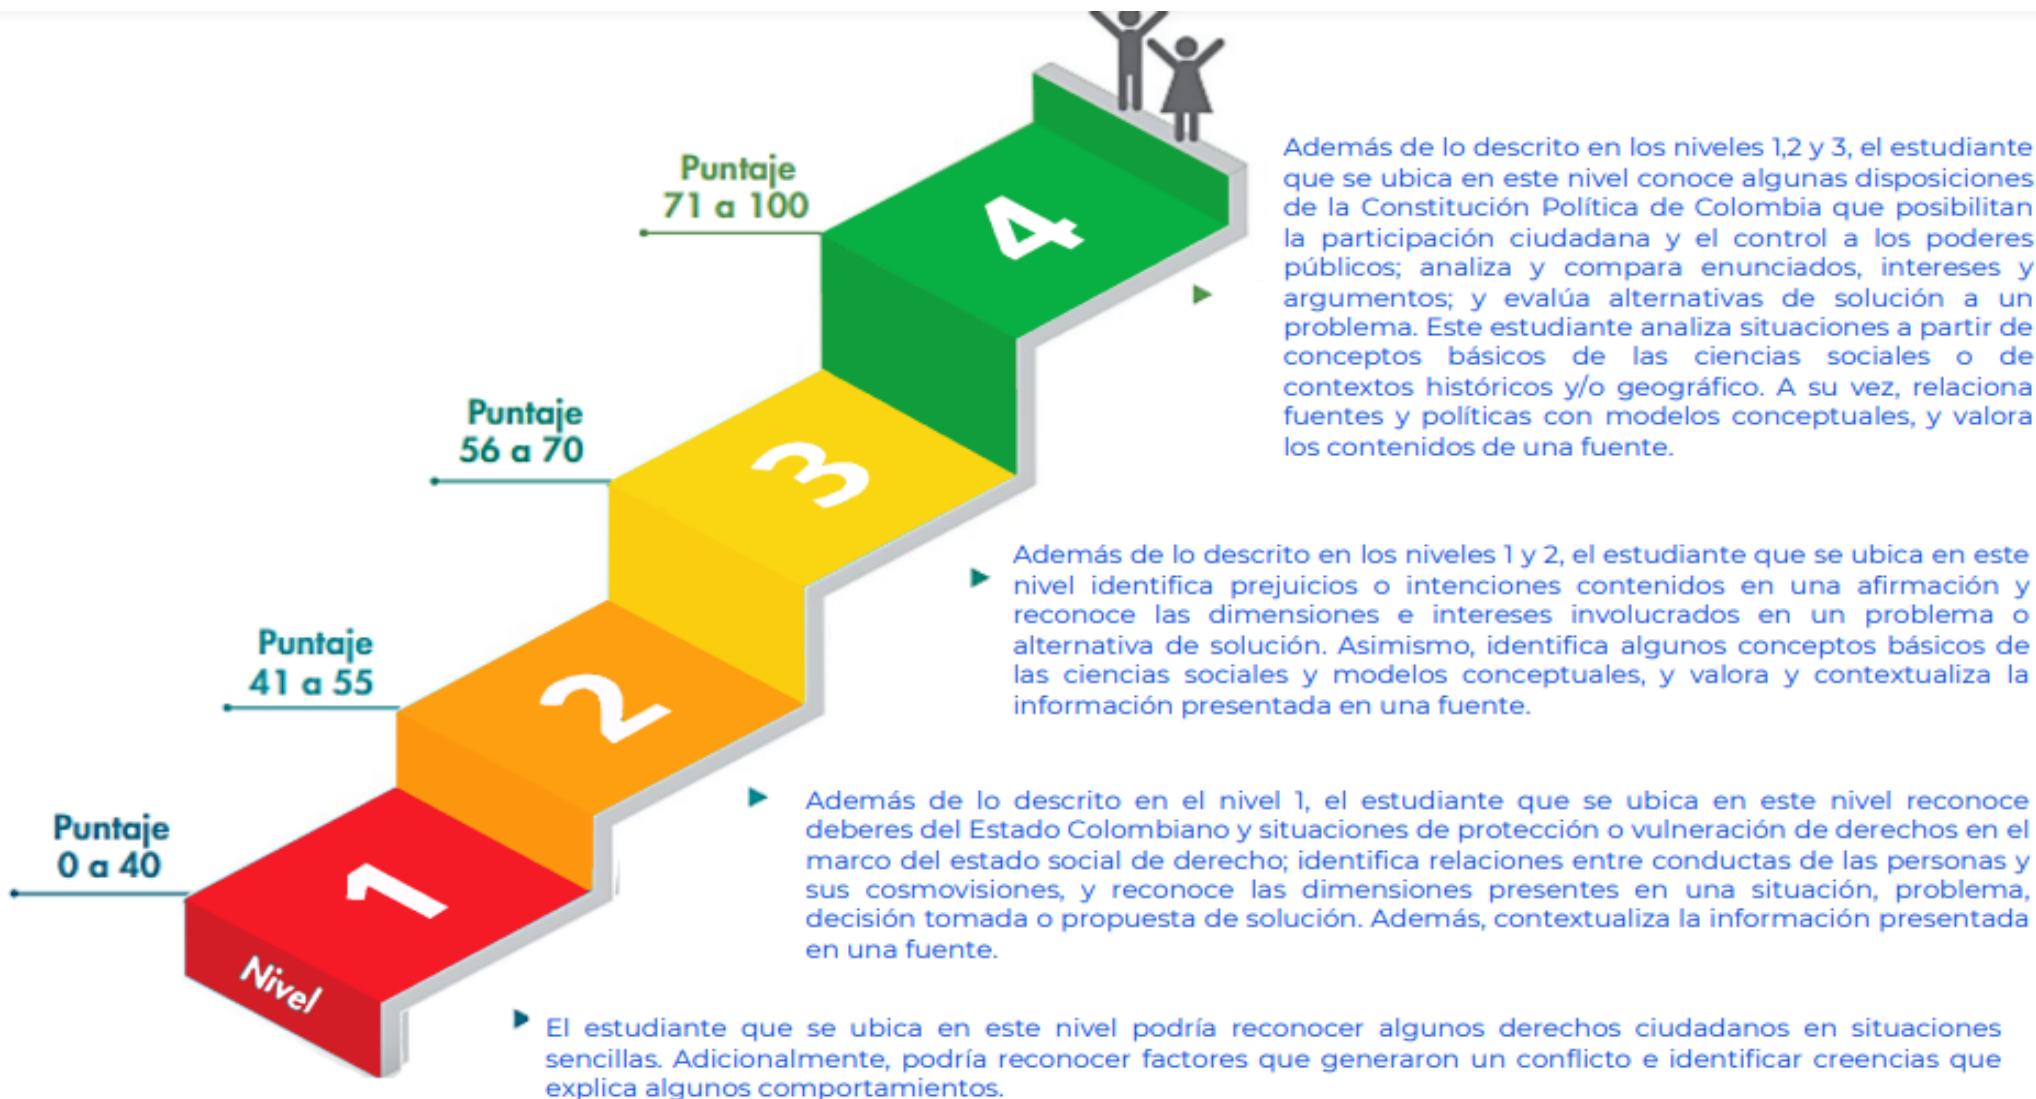 Puntaje
71 a 100
4
Además de lo descrito en los niveles 1,2 y 3, el estudiante
que se ubica en este nivel conoce algunas disposiciones
de la Constitución Política de Colombia que posibilitan
la participación ciudadana y el control a los poderes
públicos; analiza y compara enunciados, intereses y
argumentos; y evalúa alternativas de solución a un
problema. Este estudiante analiza situaciones a partir de
conceptos básicos de las ciencias sociales o de
contextos históricos y/o geográfico. A su vez, relaciona
fuentes y políticas con modelos conceptuales, y valora
los contenidos de una fuente.
Puntaje
56 a 70
3
Además de lo descrito en los niveles 1 y 2, el estudiante que se ubica en este
nivel identifica prejuicios o intenciones contenidos en una afirmación y
reconoce las dimensiones e intereses involucrados en un problema o
alternativa de solución. Asimismo, identifica algunos conceptos básicos de
las ciencias sociales y modelos conceptuales, y valora y contextualiza la
información presentada en una fuente.
Puntaje
41 a 55
2
Además de lo descrito en el nivel 1, el estudiante que se ubica en este nivel reconoce
deberes del Estado Colombiano y situaciones de protección o vulneración de derechos en el
marco del estado social de derecho; identifica relaciones entre conductas de las personas y
sus cosmovisiones, y reconoce las dimensiones presentes en una situación, problema,
decisión tomada o propuesta de solución. Además, contextualiza la información presentada
en una fuente.
Puntaje
0 a 40
1
Nivel
El estudiante que se ubica en este nivel podría reconocer algunos derechos ciudadanos en situaciones
sencillas. Adicionalmente, podría reconocer factores que generaron un conflicto e identificar creencias que
explica algunos comportamientos.